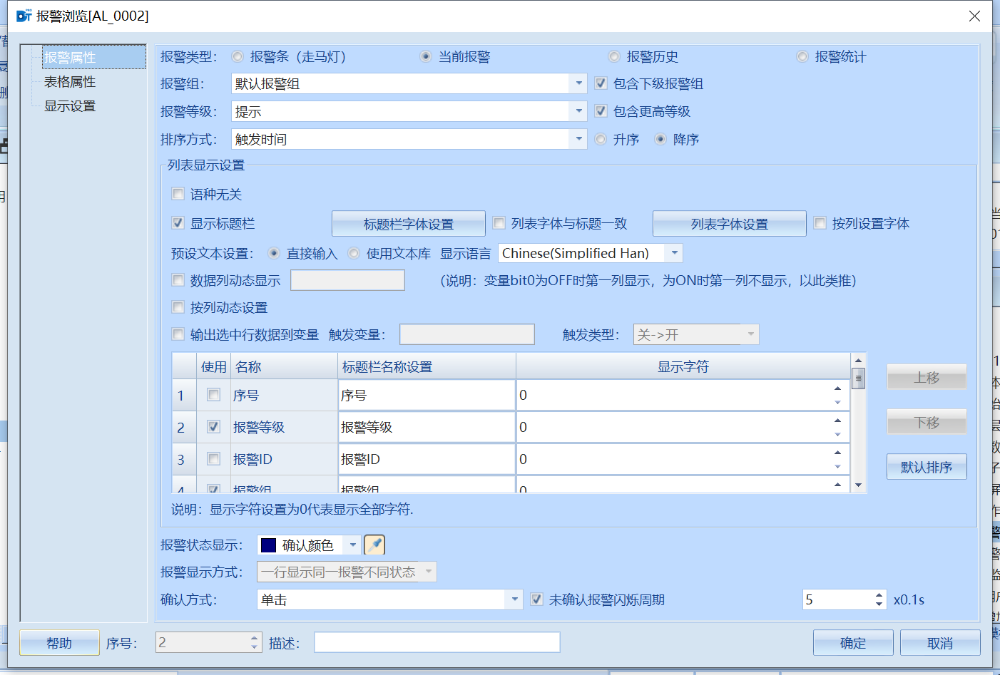 报警浏览[AL_0002]
报警属性
表格属性
显示设置
报警类型： 报警条（走马灯） 当前报警 报警历史 报警统计
报警组： 默认报警组 包含下级报警组
报警等级： 提示 包含更高等级
排序方式： 触发时间 升序 降序
列表显示设置
语种无关
显示标题栏 标题栏字体设置 列表字体与标题一致 列表字体设置 按列设置字体
预设文本设置： 直接输入 使用文本库 显示语言 Chinese(Simplified Han)
数据列动态显示 （说明：变量bit0为OFF时第一列显示，为ON时第一列不显示，以此类推）
按列动态设置
输出选中行数据到变量 触发变量： 触发类型： 关->开
使用 名称 标题栏名称设置 显示字符
1 序号 序号 0
2 报警等级 报警等级 0
3 报警ID 报警ID 0
4 报警组 报警组 0
上移
下移
默认排序
说明：显示字符设置为0代表显示全部字符.
报警状态显示： 确认颜色
报警显示方式： 一行显示同一报警不同状态
确认方式： 单击 未确认报警闪烁周期 5 x0.1s
帮助 序号： 2 描述： 确定 取消